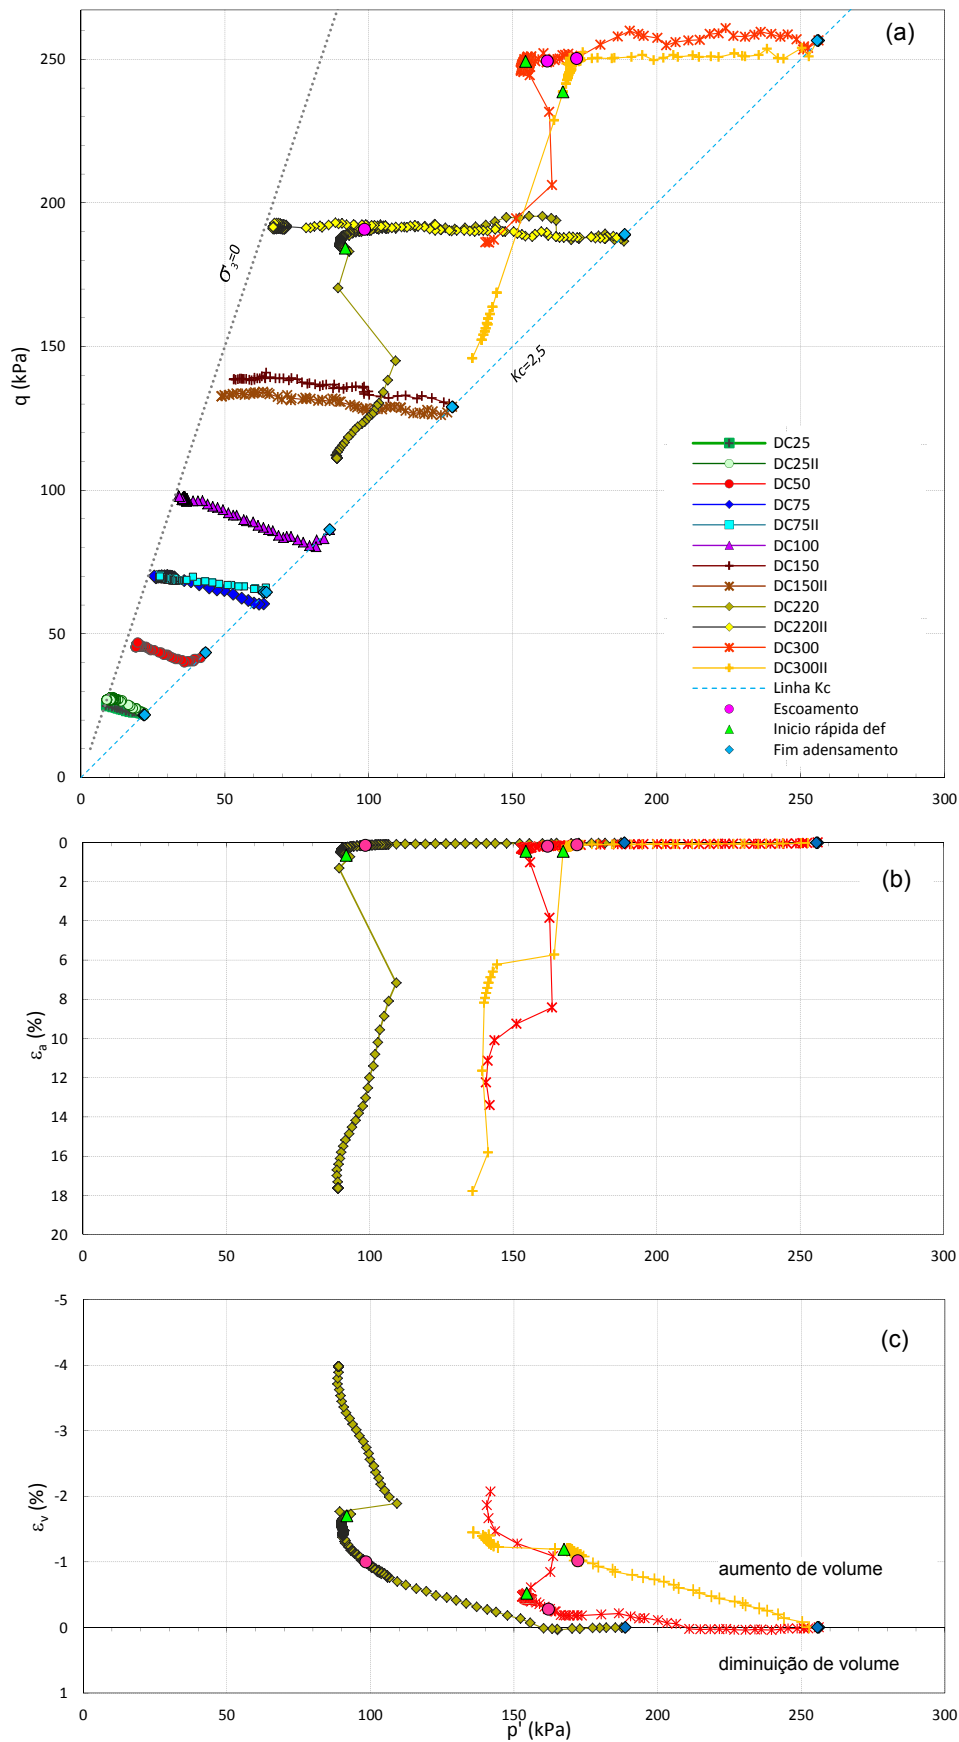 (a)
250
200
150
100
50
0
q (kPa)
σ₃=0
Kc=2,5
DC25
DC25II
DC50
DC75
DC75II
DC100
DC150
DC150II
DC220
DC220II
DC300
DC300II
Linha Kc
Escoamento
Inicio rápida def
Fim adensamento
0 50 100 150 200 250 300
(b)
0
2
4
6
8
10
12
14
16
18
20
εa (%)
0 50 100 150 200 250 300
(c)
-5
-4
-3
-2
-1
0
1
εv (%)
aumento de volume
diminuição de volume
0 50 100 150 200 250 300
p' (kPa)